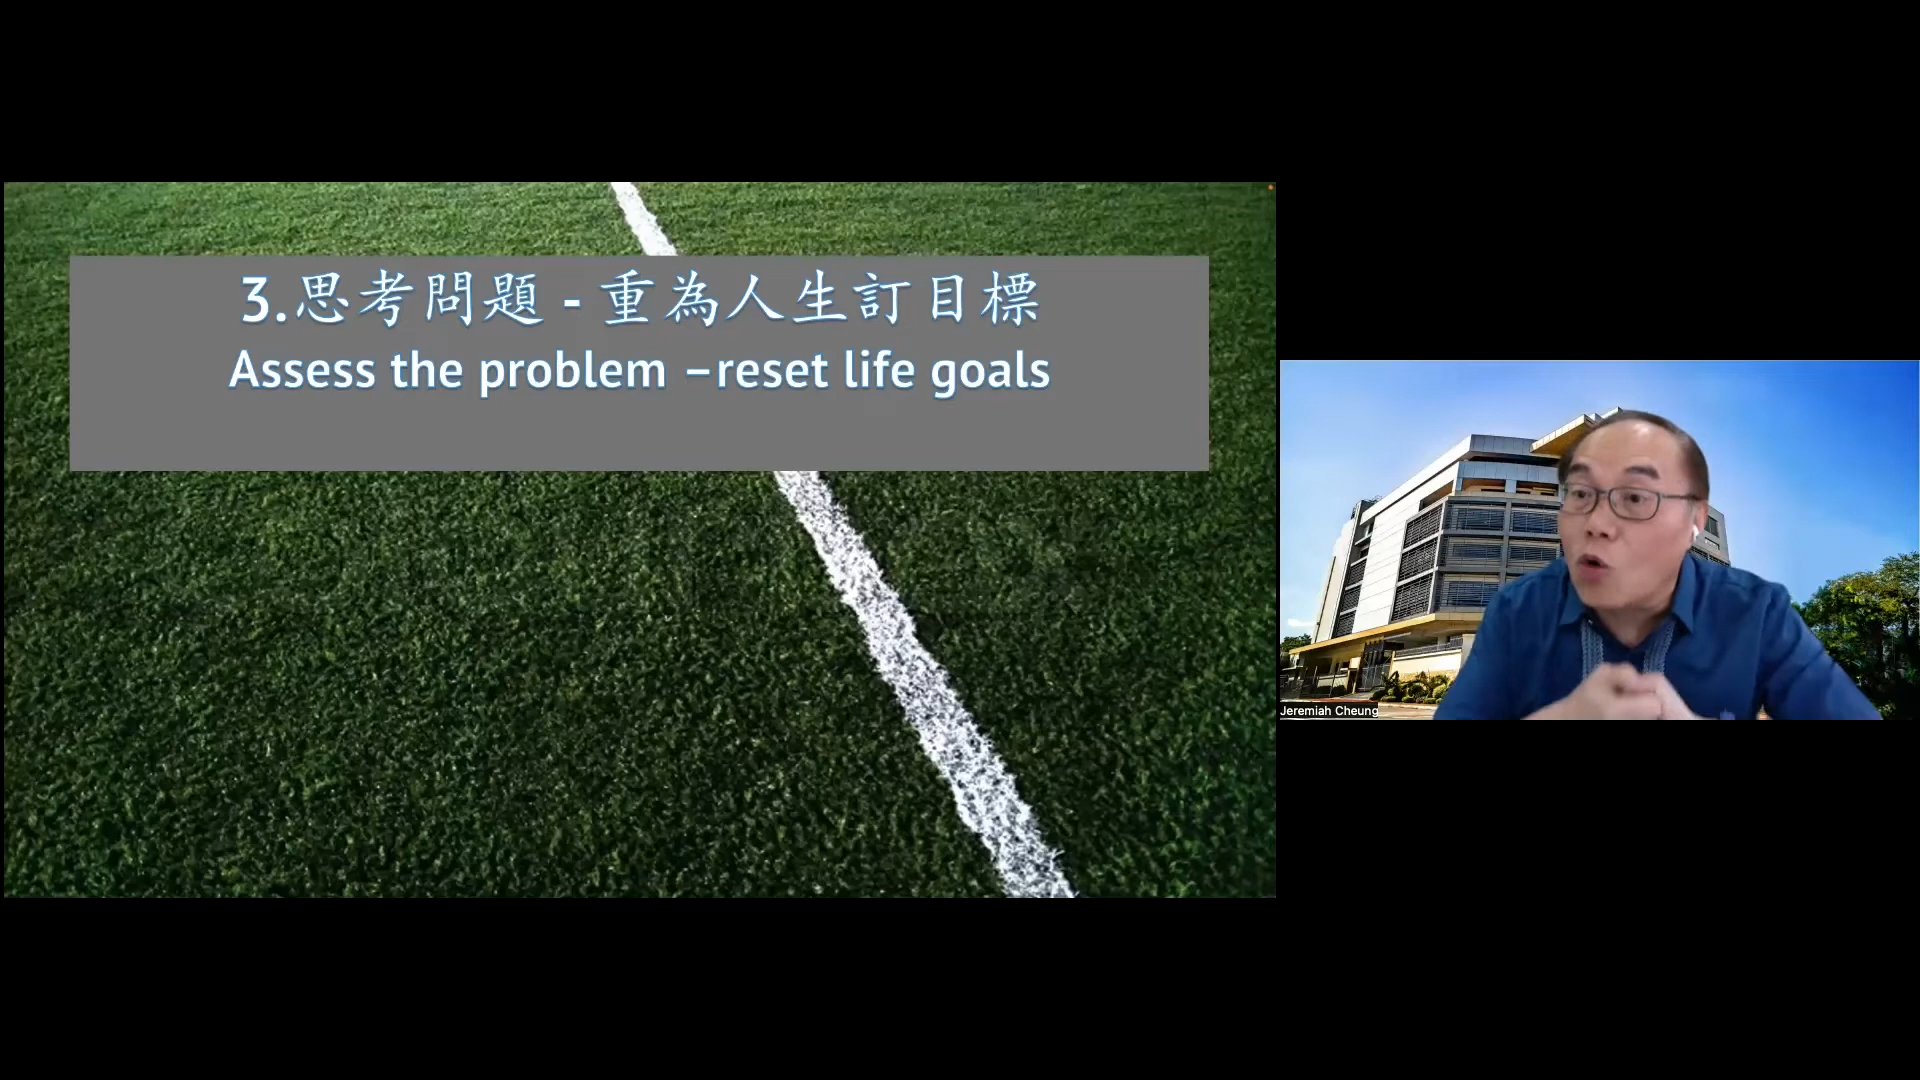 3.思考問題 - 重為人生訂目標
Assess the problem –reset life goals
Jeremiah Cheung